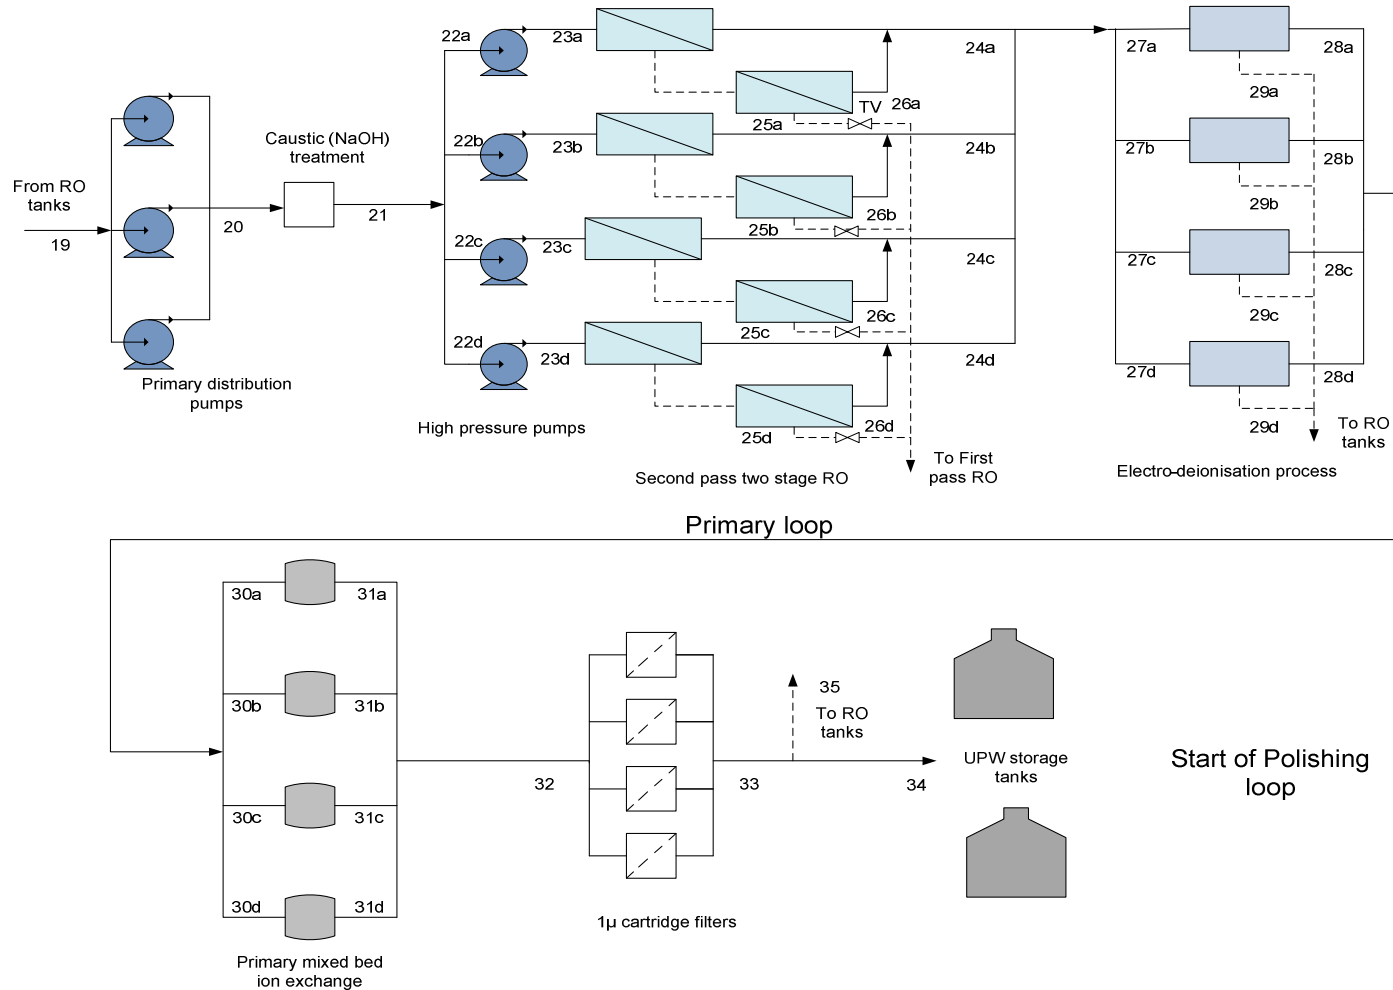 22a
23a
24a
27a
28a
29a
TV
26a
25a
Caustic (NaOH)
treatment
22b
23b
24b
27b
28b
From RO
tanks
19
20
21
29b
26b
25b
22c
23c
24c
27c
28c
26c
25c
29c
22d
23d
24d
27d
28d
Primary distribution
pumps
High pressure pumps
26d
25d
29d
To RO
tanks
To First
pass RO
Second pass two stage RO
Electro-deionisation process
Primary loop
30a
31a
30b
31b
35
To RO
tanks
32
33
34
UPW storage
tanks
Start of Polishing
loop
30c
31c
30d
31d
1µ cartridge filters
Primary mixed bed
ion exchange